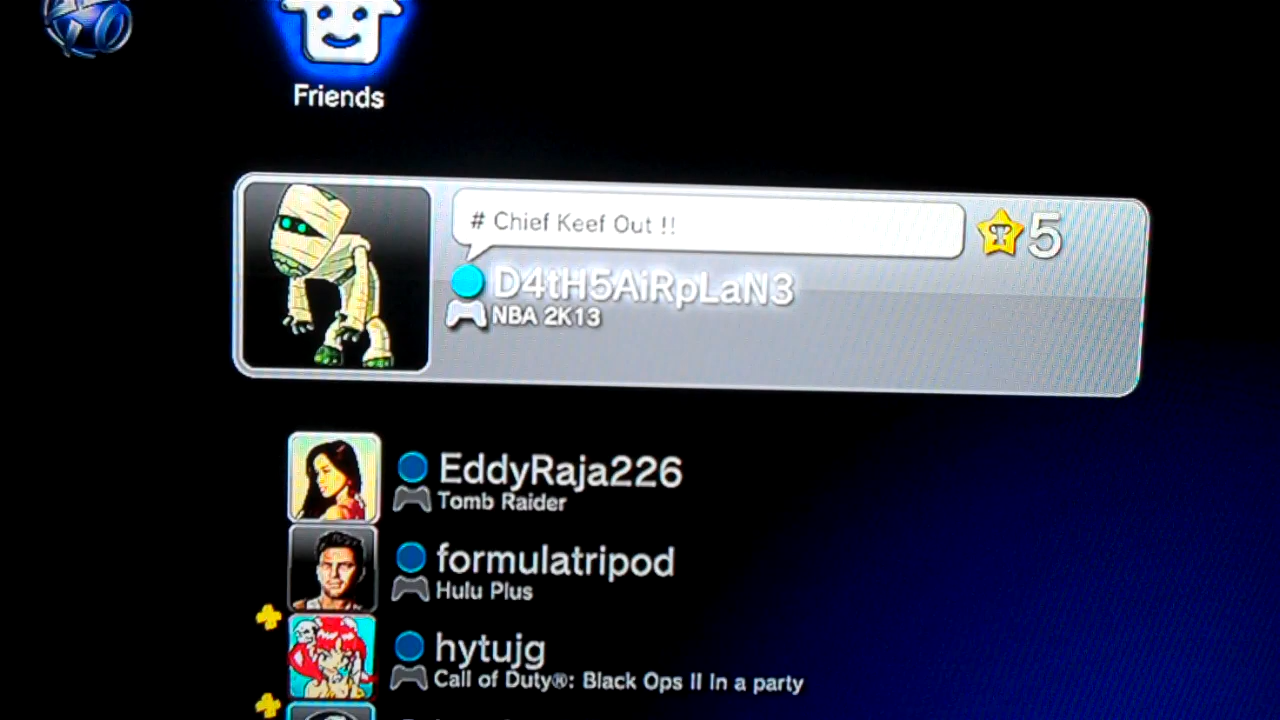 Friends
# Chief Keef Out !!
5
D4tH5AiRpLaN3
NBA 2K13
EddyRaja226
Tomb Raider
formulatripod
Hulu Plus
hytujg
Call of Duty®: Black Ops II In a party